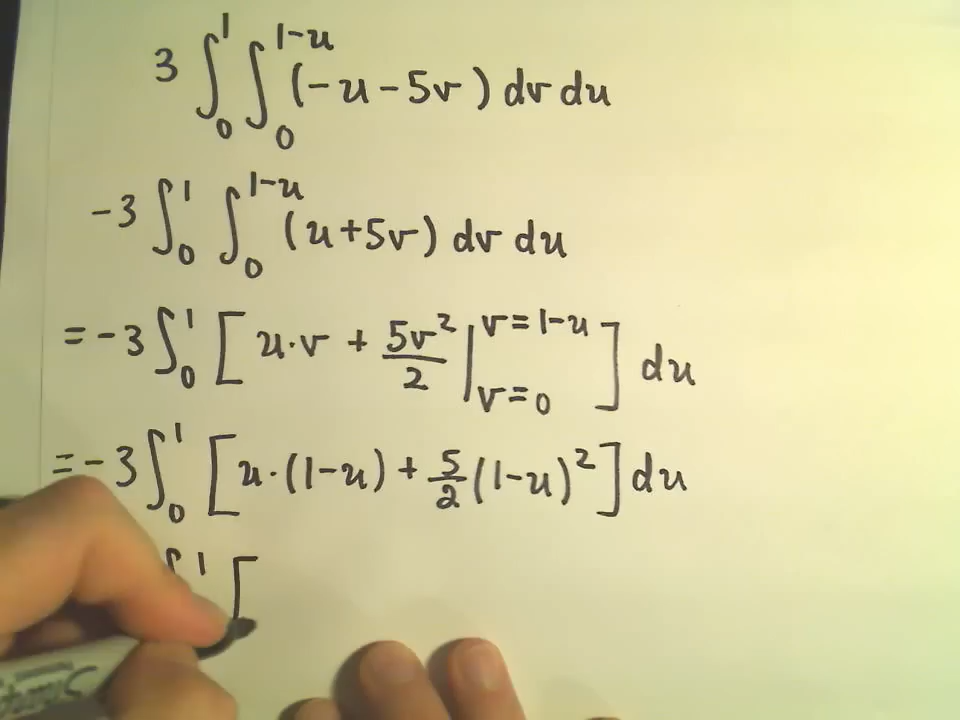 3 ∫₀¹ ∫₀^{1-u} (-u - 5v) dv du
-3 ∫₀¹ ∫₀^{1-u} (u+5v) dv du
= -3 ∫₀¹ [ u·v + 5v²/2 |_{v=0}^{v=1-u} ] du
= -3 ∫₀¹ [ u·(1-u) + 5/2 (1-u)² ] du
∫ 1 [